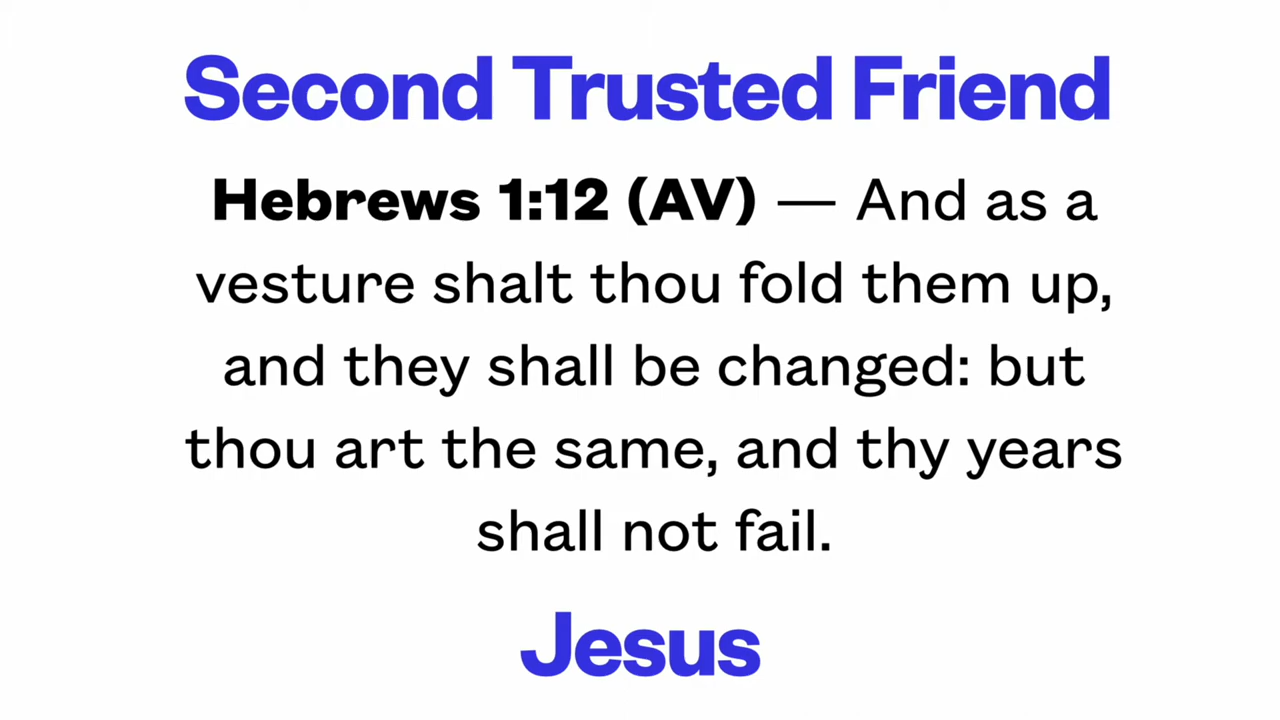 Second Trusted Friend
Hebrews 1:12 (AV) — And as a
vesture shalt thou fold them up,
and they shall be changed: but
thou art the same, and thy years
shall not fail.
Jesus